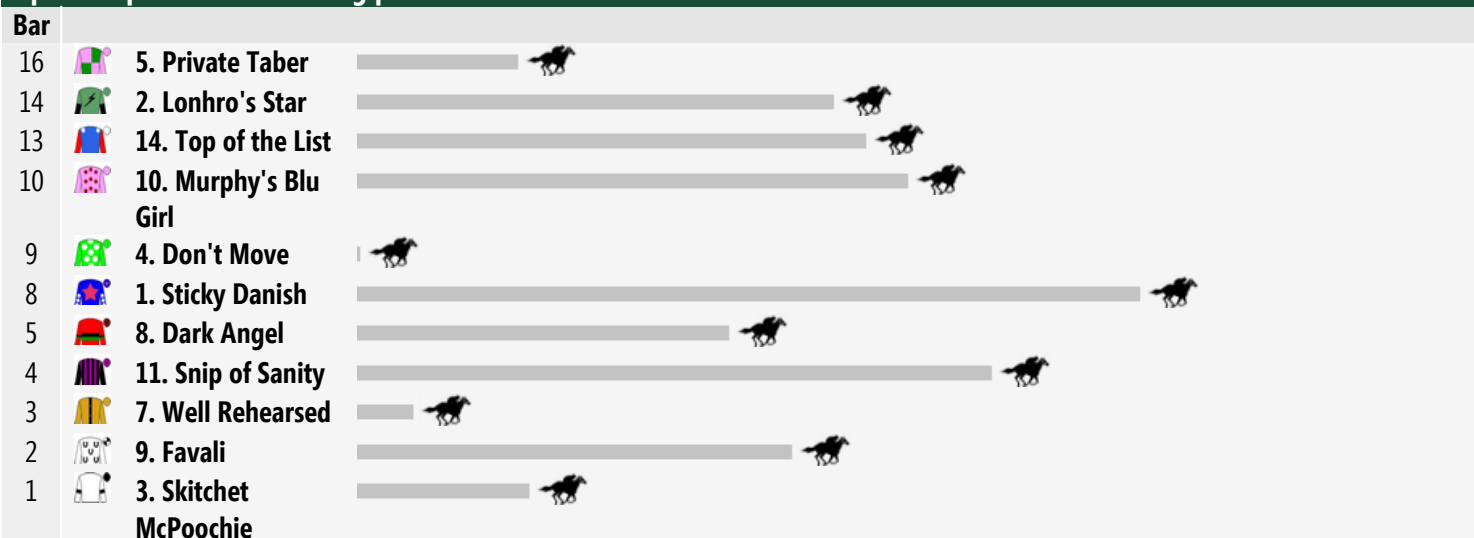 Bar
16 5. Private Taber
14 2. Lonhro's Star
13 14. Top of the List
10 10. Murphy's Blu
Girl
9 4. Don't Move
8 1. Sticky Danish
5 8. Dark Angel
4 11. Snip of Sanity
3 7. Well Rehearsed
2 9. Favali
1 3. Skitchet
McPoochie